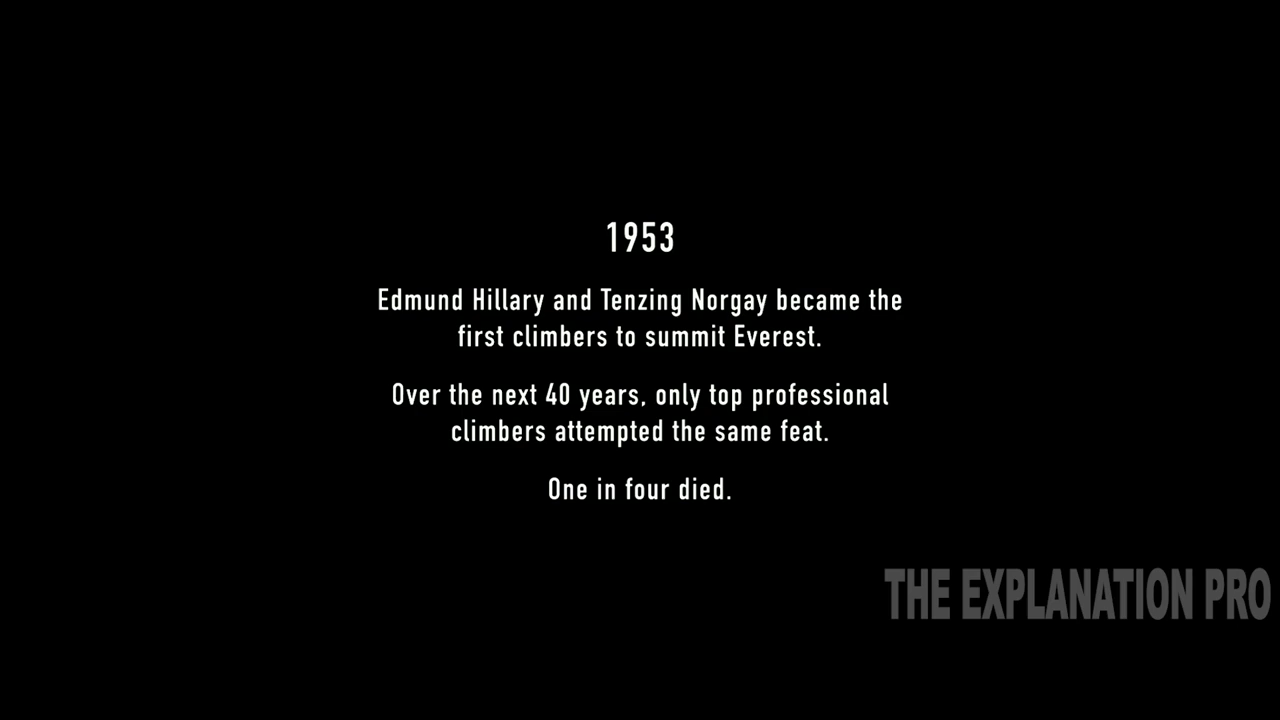 1953
Edmund Hillary and Tenzing Norgay became the
first climbers to summit Everest.
Over the next 40 years, only top professional
climbers attempted the same feat.
One in four died.
THE EXPLANATION PRO